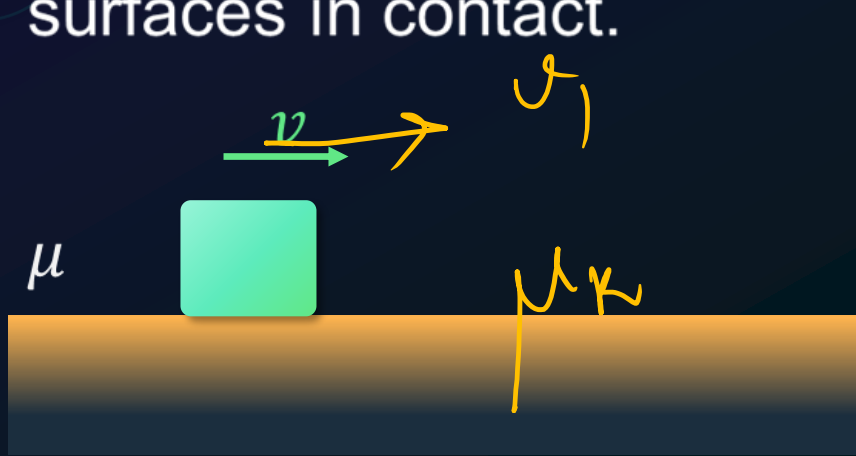 surfaces in contact.
v
v₁
μ
μₖ